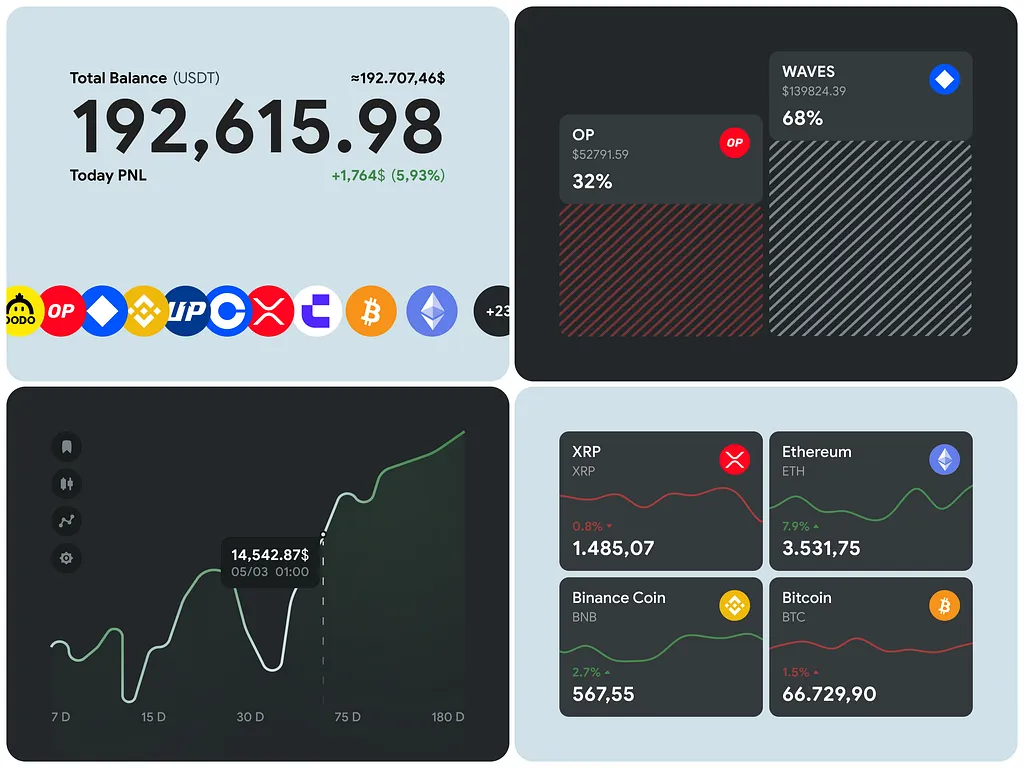 Total Balance (USDT) ≈192.707,46$
192,615.98
Today PNL +1,764$ (5,93%)
DODO OP UP +23
WAVES
$139824.39
68%
OP
$52791.59
OP
32%
14,542.87$
05/03 01:00
7 D 15 D 30 D 75 D 180 D
XRP
XRP
0.8%
1.485,07
Ethereum
ETH
7.9%
3.531,75
Binance Coin
BNB
2.7%
567,55
Bitcoin
BTC
1.5%
66.729,90